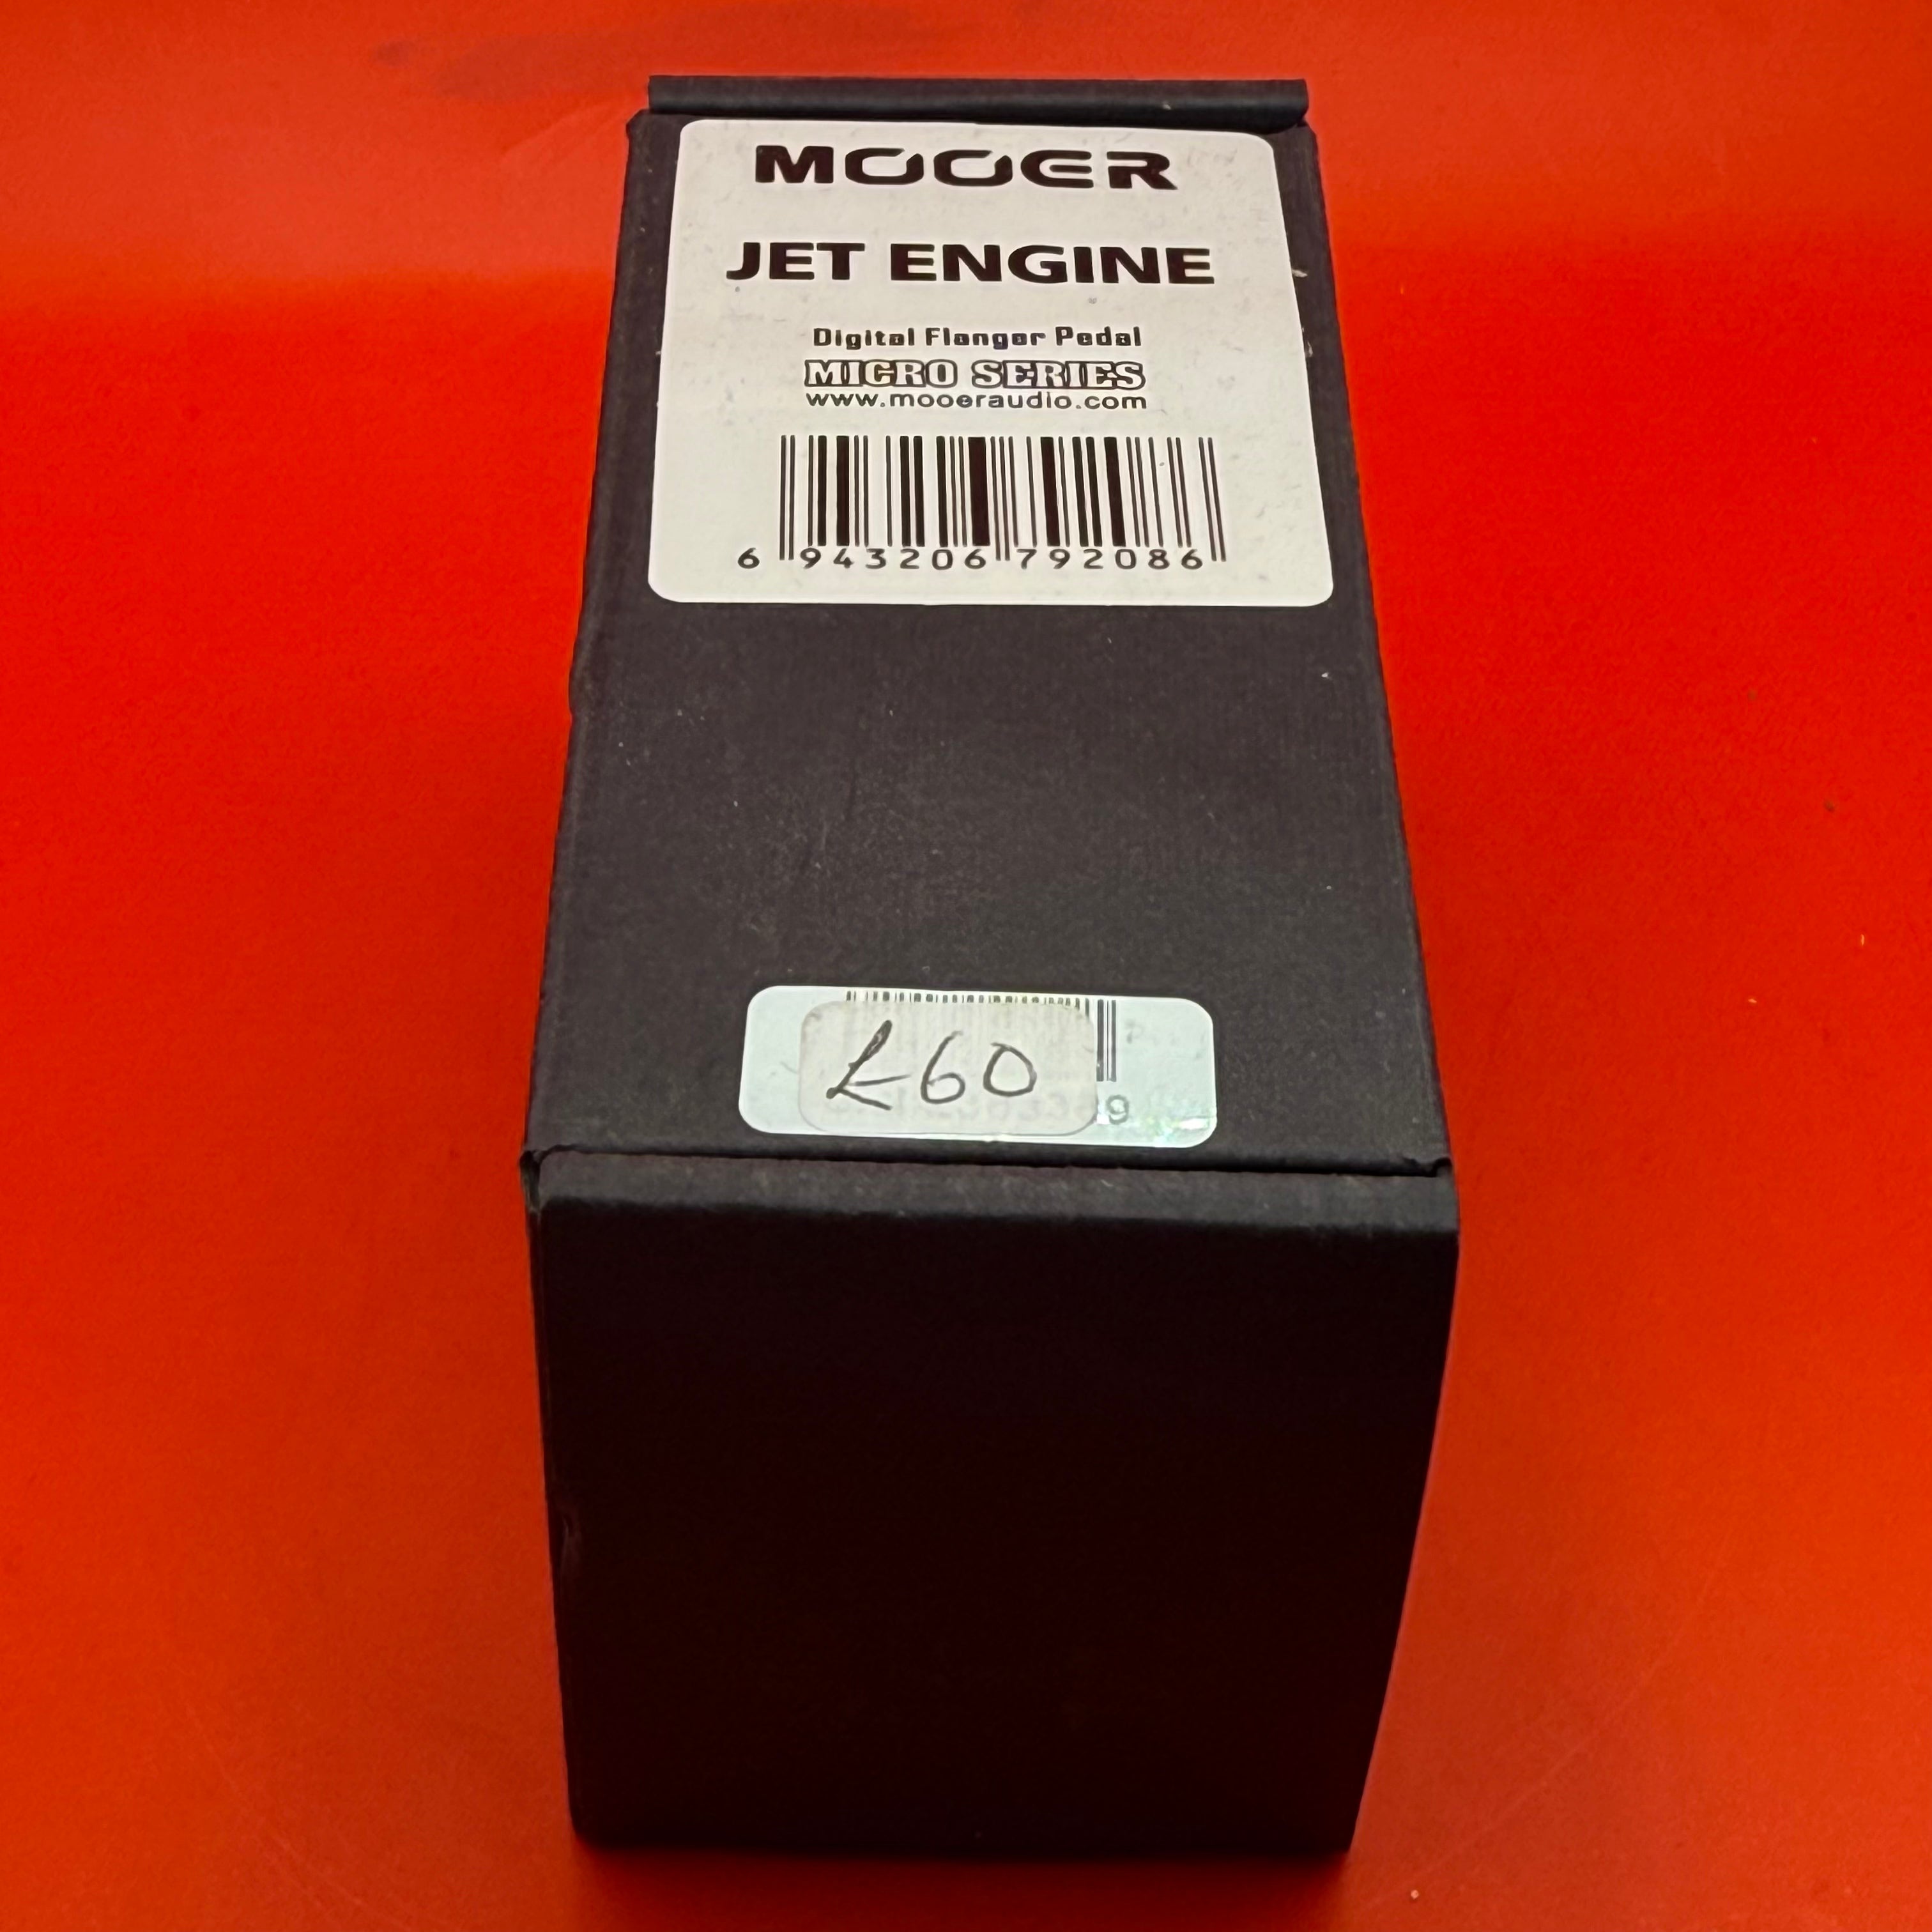 MOOER
JET ENGINE
Digital Flanger Pedal
MICRO SERIES
www.mooeraudio.com
6 943206 792086
£60